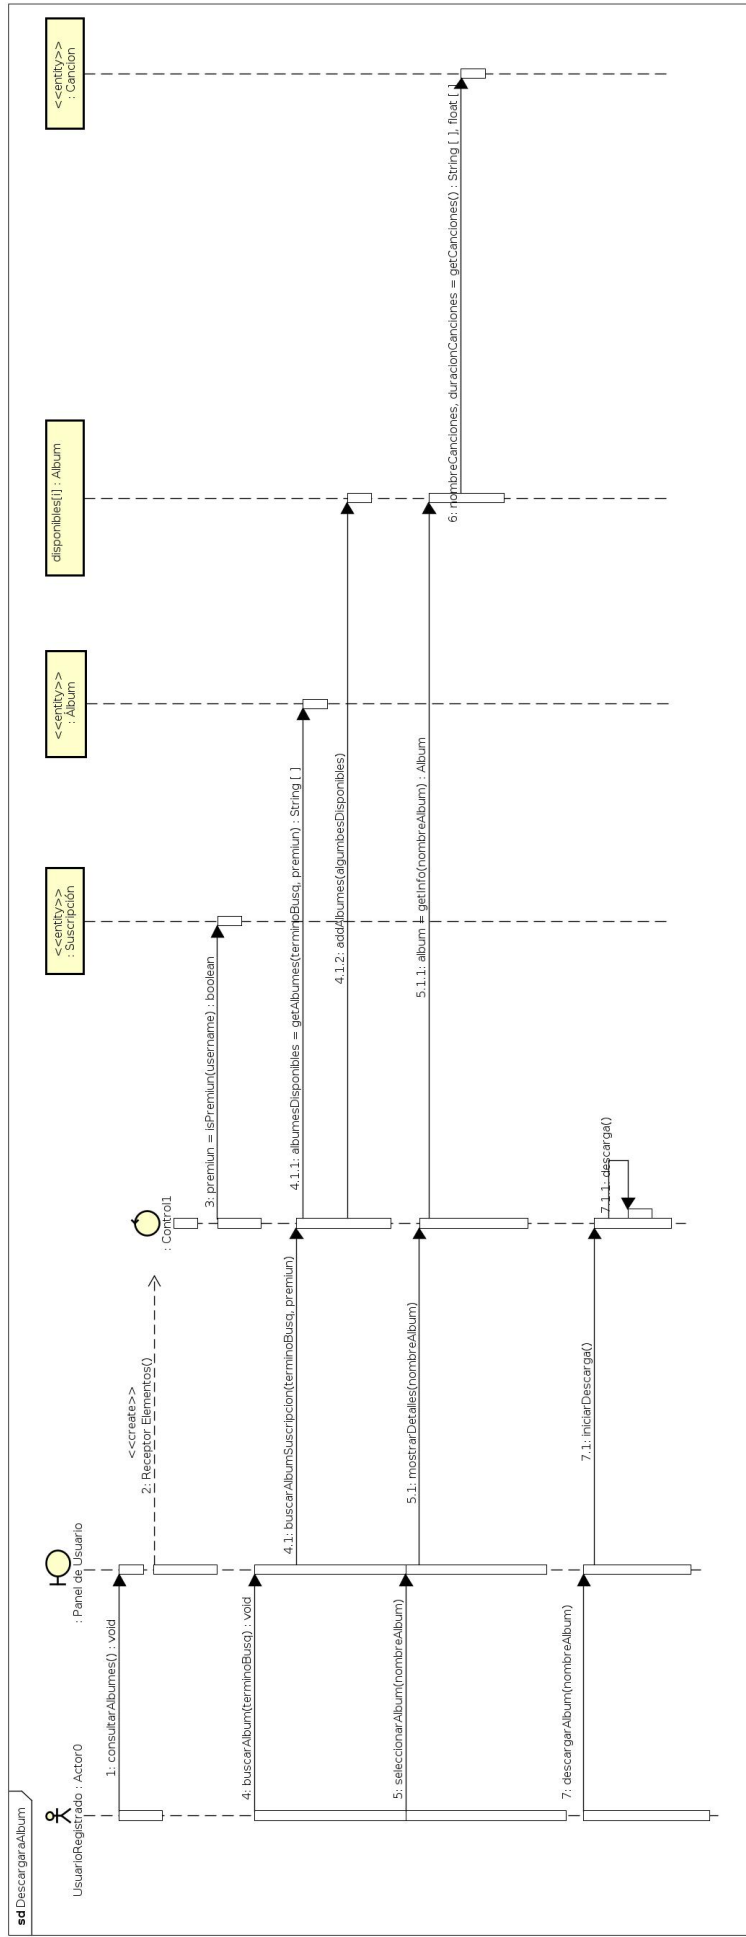 sd DescargaraAlbum
UsuarioRegistrado : Actor0
: Panel de Usuario
: Control1
<<entity>>
: Suscripción
<<entity>>
: Álbum
disponibles[i] : Album
<<entity>>
: Cancion
1: consultarAlbumes() : void
<<create>>
2: Receptor Elementos()
3: premiun = isPremiun(username) : boolean
4: buscarAlbum(terminoBusq) : void
4.1: buscarAlbumSuscripcion(terminoBusq, premiun)
4.1.1: albumesDisponibles = getAlbumes(terminoBusq, premiun) : String [ ]
4.1.2: addAlbumes(algumbesDisponibles)
5: seleccionarAlbum(nombreAlbum)
5.1: mostrarDetalles(nombreAlbum)
5.1.1: album = getInfo(nombreAlbum) : Album
6: nombreCanciones, duracionCanciones = getCanciones() : String [ ], float [ ]
7: descargarAlbum(nombreAlbum)
7.1: iniciarDescarga()
7.1.1: descarga()